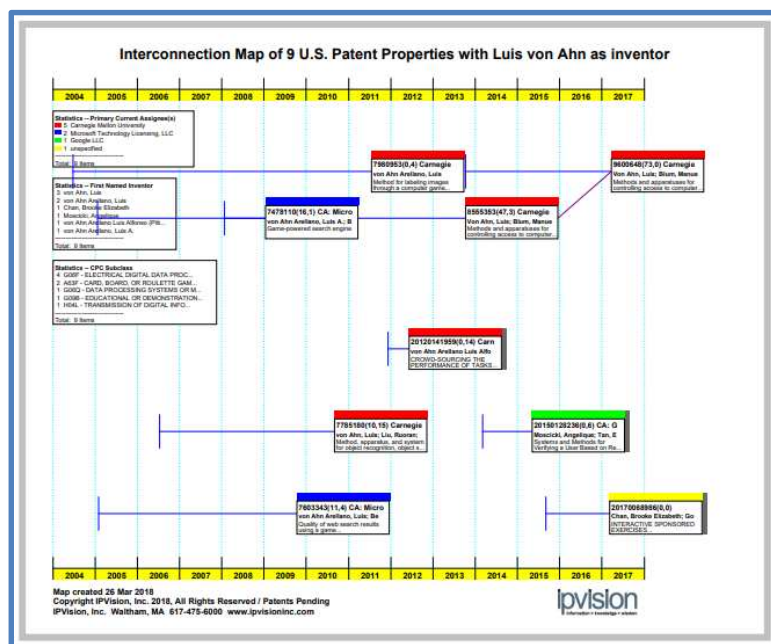 Interconnection Map of 9 U.S. Patent Properties with Luis von Ahn as inventor
2004 2005 2006 2007 2008 2009 2010 2011 2012 2013 2014 2015 2016 2017
Statistics -- Primary Current Assignee(s)
5 Carnegie Mellon University
2 Microsoft Technology Licensing, LLC
1 Google LLC
1 unspecified
Total: 9 Items
Statistics -- First Named Inventor
3 von Ahn, Luis
2 von Ahn Arellano, Luis
1 Chan, Brooke Elizabeth
1 Moscicki, Angelique
1 von Ahn Arellano Luis Alfonso
1 von Ahn Arellano, Luis A.
Total: 9 Items
Statistics -- CPC Subclass
4 G06F - ELECTRICAL DIGITAL DATA PROC...
2 A63F - CARD, BOARD, OR ROULETTE GAM...
1 G06Q - DATA PROCESSING SYSTEMS OR M...
1 G09B - EDUCATIONAL OR DEMONSTRATION...
1 H04L - TRANSMISSION OF DIGITAL INFO...
Total: 9 Items
7980953(0,4) Carnegie
von Ahn Arellano, Luis
Method for labeling images
through a computer game...
9600648(73,0) Carnegie
von Ahn, Luis; Blum, Manue
Methods and apparatuses for
controlling access to computer...
7478110(16,1) CA: Micro
von Ahn Arellano, Luis A.; B
Game-powered search engine
8555353(47,3) Carnegie
Von Ahn, Luis; Blum, Manue
Methods and apparatuses for
controlling access to computer...
20120141959(0,14) Carn
von Ahn Arellano Luis Alfo
CROWD-SOURCING THE
PERFORMANCE OF TASKS...
7785180(10,15) Carnegie
von Ahn, Luis; Liu, Ruoran;
Method, apparatus, and system
for object recognition, object s...
20150128236(0,6) CA: G
Moscicki, Angelique; Tan, E
Systems and Methods for
Verifying a User Based on Re...
7603343(11,4) CA: Micro
von Ahn Arellano, Luis; Be
Quality of web search results
using a game...
20170068986(0,0)
Chan, Brooke Elizabeth; Go
INTERACTIVE SPONSORED
EXERCISES...
2004 2005 2006 2007 2008 2009 2010 2011 2012 2013 2014 2015 2016 2017
Map created 26 Mar 2018
Copyright IPVision, Inc. 2018, All Rights Reserved / Patents Pending
IPVision, Inc. Waltham, MA 617-475-6000 www.ipvisioninc.com
ipvision